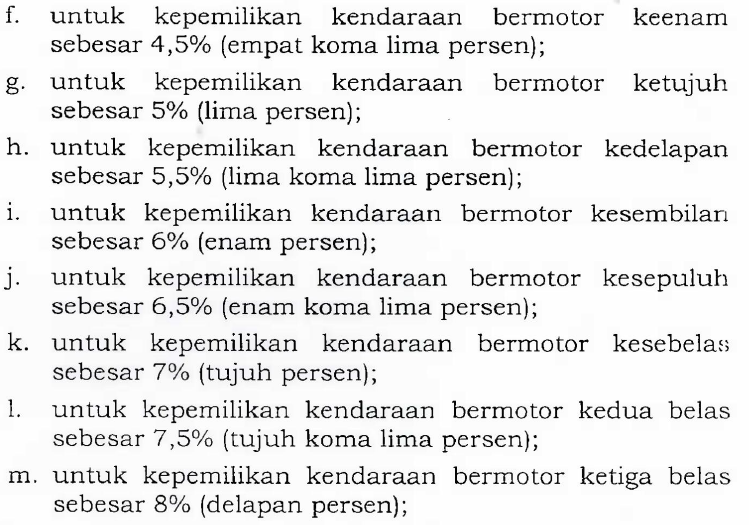 f. untuk kepemilikan kendaraan bermotor keenam
sebesar 4,5% (empat koma lima persen);
g. untuk kepemilikan kendaraan bermotor ketujuh
sebesar 5% (lima persen);
h. untuk kepemilikan kendaraan bermotor kedelapan
sebesar 5,5% (lima koma lima persen);
i. untuk kepemilikan kendaraan bermotor kesembilan
sebesar 6% (enam persen);
j. untuk kepemilikan kendaraan bermotor kesepuluh
sebesar 6,5% (enam koma lima persen);
k. untuk kepemilikan kendaraan bermotor kesebelas
sebesar 7% (tujuh persen);
l. untuk kepemilikan kendaraan bermotor kedua belas
sebesar 7,5% (tujuh koma lima persen);
m. untuk kepemilikan kendaraan bermotor ketiga belas
sebesar 8% (delapan persen);